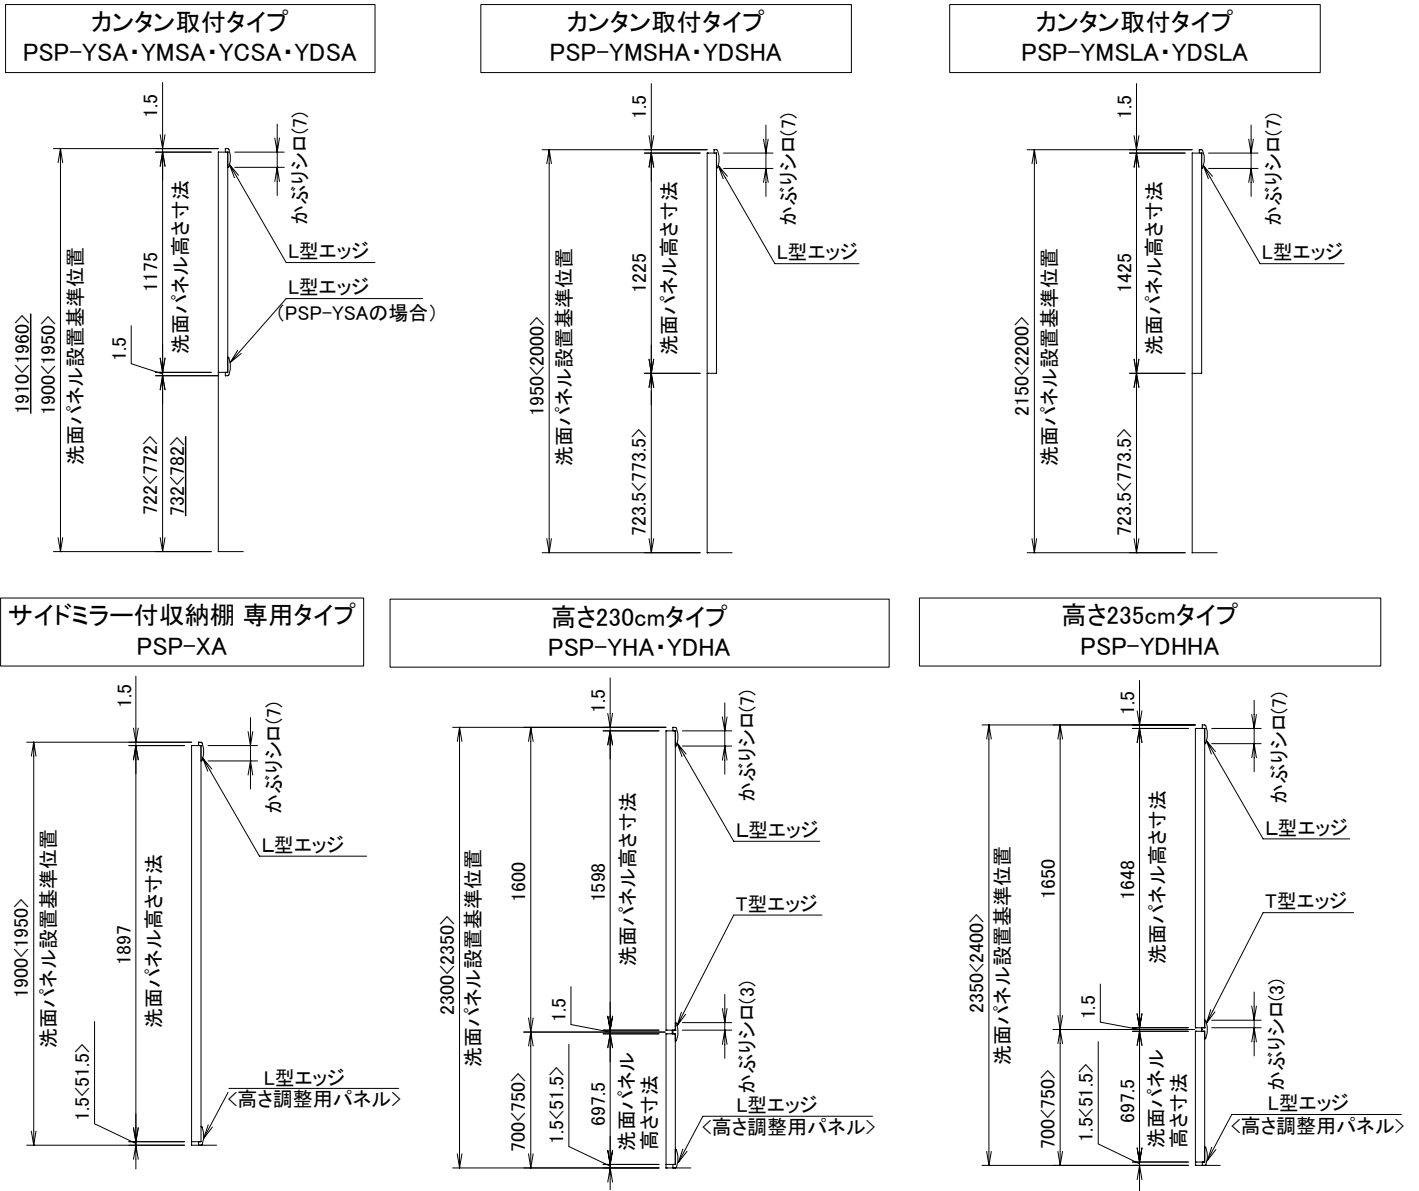 カンタン取付タイプ
PSP-YSA・YMSA・YCSA・YDSA
1.5
かぶりシロ(7)
洗面パネル高さ寸法
1175
L型エッジ
L型エッジ
(PSP-YSAの場合)
1.5
1910<1960>
1900<1950>
洗面パネル設置基準位置
722<772>
732<782>
カンタン取付タイプ
PSP-YMSHA・YDSHA
1.5
かぶりシロ(7)
洗面パネル高さ寸法
1225
L型エッジ
1950<2000>
洗面パネル設置基準位置
723.5<773.5>
カンタン取付タイプ
PSP-YMSLA・YDSLA
1.5
かぶりシロ(7)
洗面パネル高さ寸法
1425
L型エッジ
2150<2200>
洗面パネル設置基準位置
723.5<773.5>
サイドミラー付収納棚 専用タイプ
PSP-XA
1.5
かぶりシロ(7)
L型エッジ
1900<1950>
洗面パネル設置基準位置
1897
洗面パネル高さ寸法
1.5<51.5>
L型エッジ
<高さ調整用パネル>
高さ230cmタイプ
PSP-YHA・YDHA
1.5
かぶりシロ(7)
L型エッジ
2300<2350>
洗面パネル設置基準位置
1600
1598
洗面パネル高さ寸法
T型エッジ
1.5
かぶりシロ(3)
700<750>
1.5<51.5>
697.5
洗面パネル
高さ寸法
L型エッジ
<高さ調整用パネル>
高さ235cmタイプ
PSP-YDHHA
1.5
かぶりシロ(7)
L型エッジ
2350<2400>
洗面パネル設置基準位置
1650
1648
洗面パネル高さ寸法
T型エッジ
1.5
かぶりシロ(3)
700<750>
1.5<51.5>
697.5
洗面パネル
高さ寸法
L型エッジ
<高さ調整用パネル>